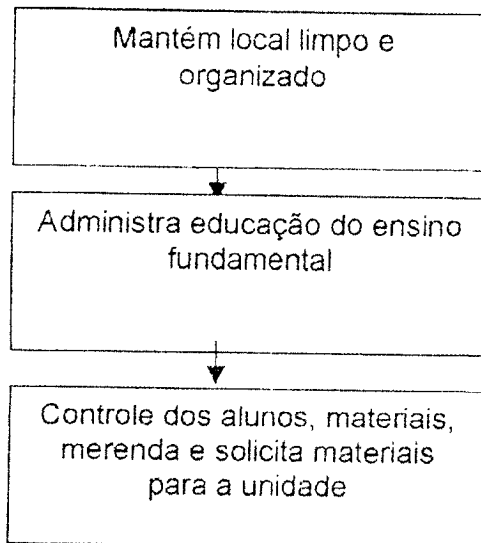 Mantém local limpo e
organizado
Administra educação do ensino
fundamental
Controle dos alunos, materiais,
merenda e solicita materiais
para a unidade